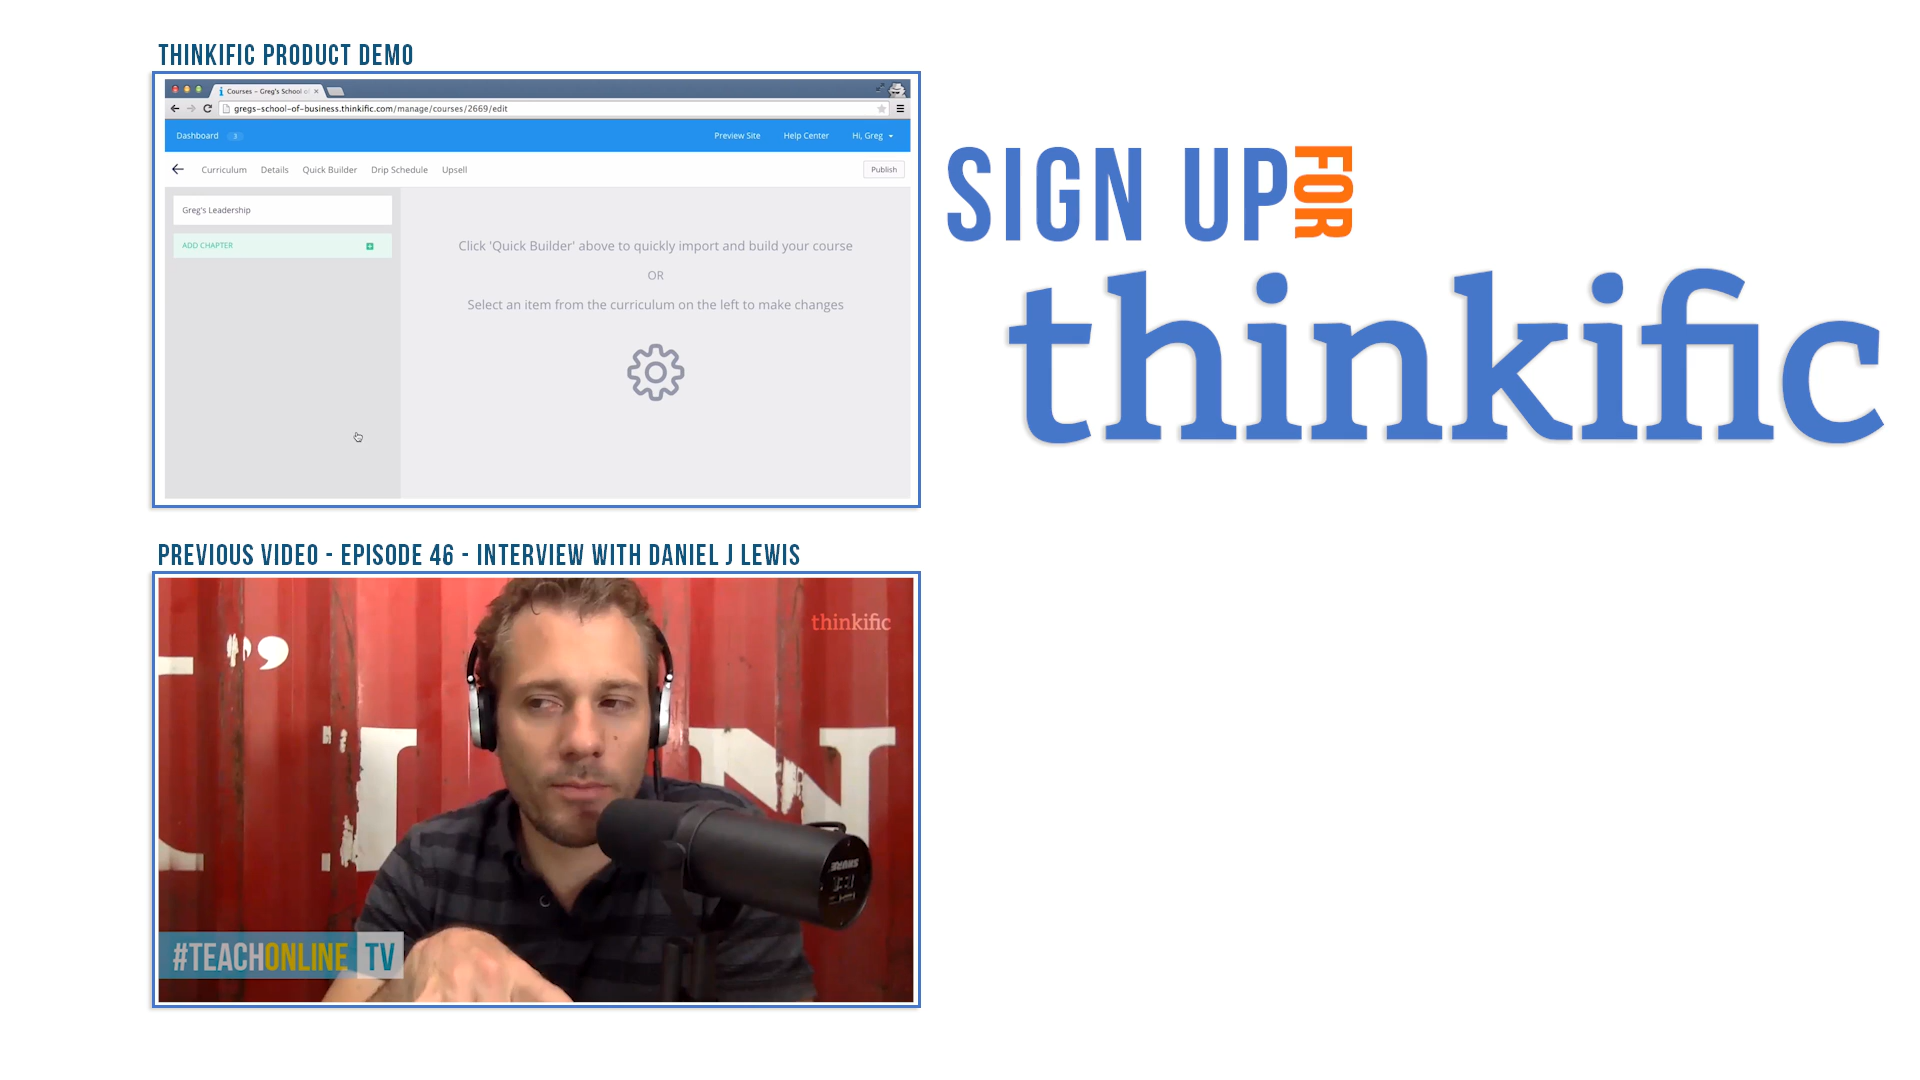 THINKIFIC PRODUCT DEMO
Courses – Greg's School o
gregs-school-of-business.thinkific.com/manage/courses/2669/edit
Dashboard 3 Preview Site Help Center Hi, Greg
Curriculum Details Quick Builder Drip Schedule Upsell Publish
Greg's Leadership
ADD CHAPTER
Click 'Quick Builder' above to quickly import and build your course
OR
Select an item from the curriculum on the left to make changes
SIGN UP FOR
thinkific
PREVIOUS VIDEO - EPISODE 46 - INTERVIEW WITH DANIEL J LEWIS
thinkific
SHURE
#TEACHONLINE TV